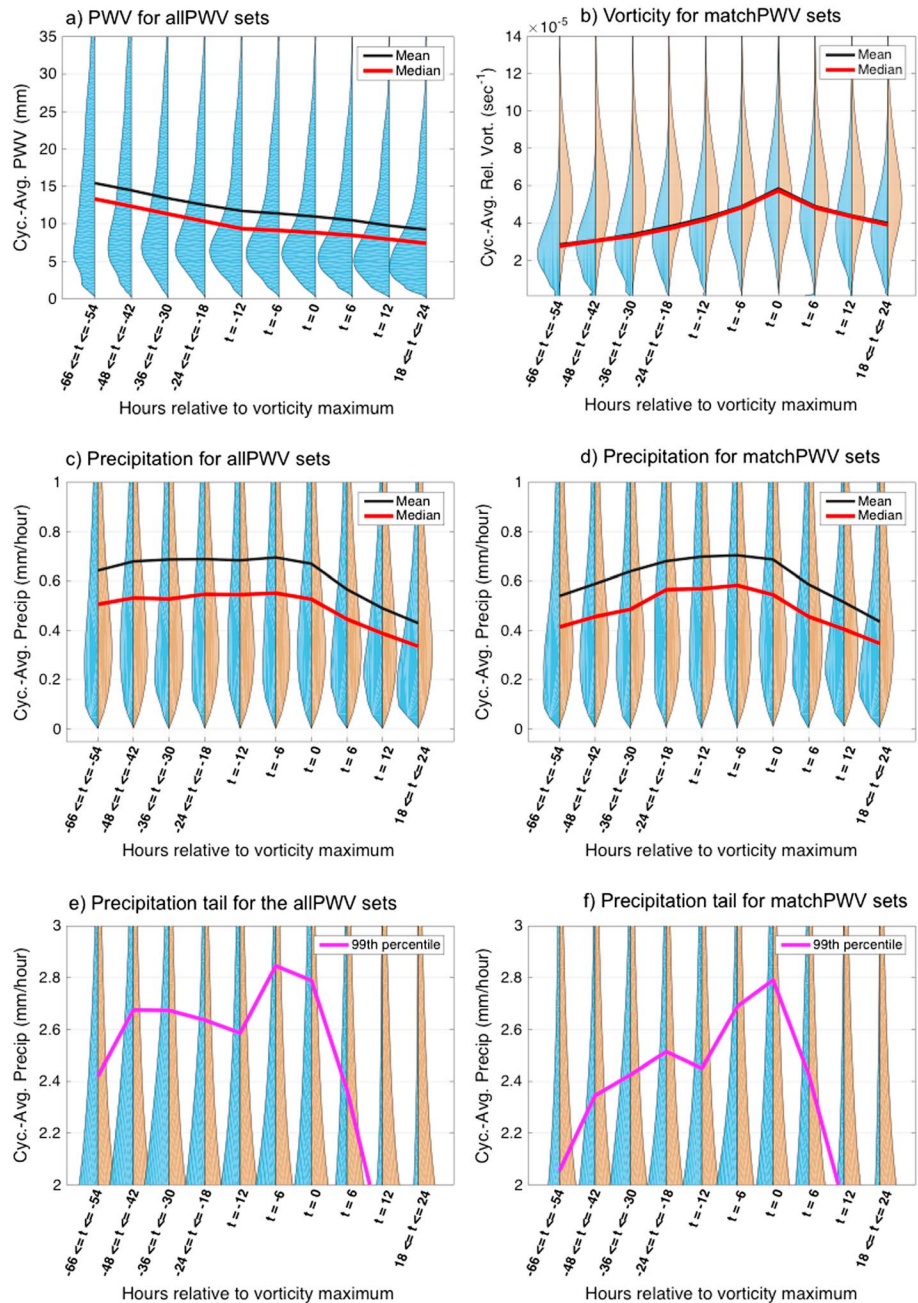 a) PWV for allPWV sets
Cyc.-Avg. PWV (mm)
35
30
25
20
15
10
5
0
Mean
Median
-66 <= t <= -54
-48 <= t <= -42
-36 <= t <= -30
-24 <= t <= -18
t = -12
t = -6
t = 0
t = 6
t = 12
18 <= t <= 24
Hours relative to vorticity maximum
b) Vorticity for matchPWV sets
× 10-5
Cyc.-Avg. Rel. Vort. (sec-1)
14
12
10
8
6
4
2
Mean
Median
-66 <= t <= -54
-48 <= t <= -42
-36 <= t <= -30
-24 <= t <= -18
t = -12
t = -6
t = 0
t = 6
t = 12
18 <= t <= 24
Hours relative to vorticity maximum
c) Precipitation for allPWV sets
Cyc.-Avg. Precip (mm/hour)
1
0.8
0.6
0.4
0.2
0
Mean
Median
-66 <= t <= -54
-48 <= t <= -42
-36 <= t <= -30
-24 <= t <= -18
t = -12
t = -6
t = 0
t = 6
t = 12
18 <= t <= 24
Hours relative to vorticity maximum
d) Precipitation for matchPWV sets
Cyc.-Avg. Precip (mm/hour)
1
0.8
0.6
0.4
0.2
0
Mean
Median
-66 <= t <= -54
-48 <= t <= -42
-36 <= t <= -30
-24 <= t <= -18
t = -12
t = -6
t = 0
t = 6
t = 12
18 <= t <= 24
Hours relative to vorticity maximum
e) Precipitation tail for the allPWV sets
Cyc.-Avg. Precip (mm/hour)
3
2.8
2.6
2.4
2.2
2
99th percentile
-66 <= t <= -54
-48 <= t <= -42
-36 <= t <= -30
-24 <= t <= -18
t = -12
t = -6
t = 0
t = 6
t = 12
18 <= t <= 24
Hours relative to vorticity maximum
f) Precipitation tail for matchPWV sets
Cyc.-Avg. Precip (mm/hour)
3
2.8
2.6
2.4
2.2
2
99th percentile
-66 <= t <= -54
-48 <= t <= -42
-36 <= t <= -30
-24 <= t <= -18
t = -12
t = -6
t = 0
t = 6
t = 12
18 <= t <= 24
Hours relative to vorticity maximum